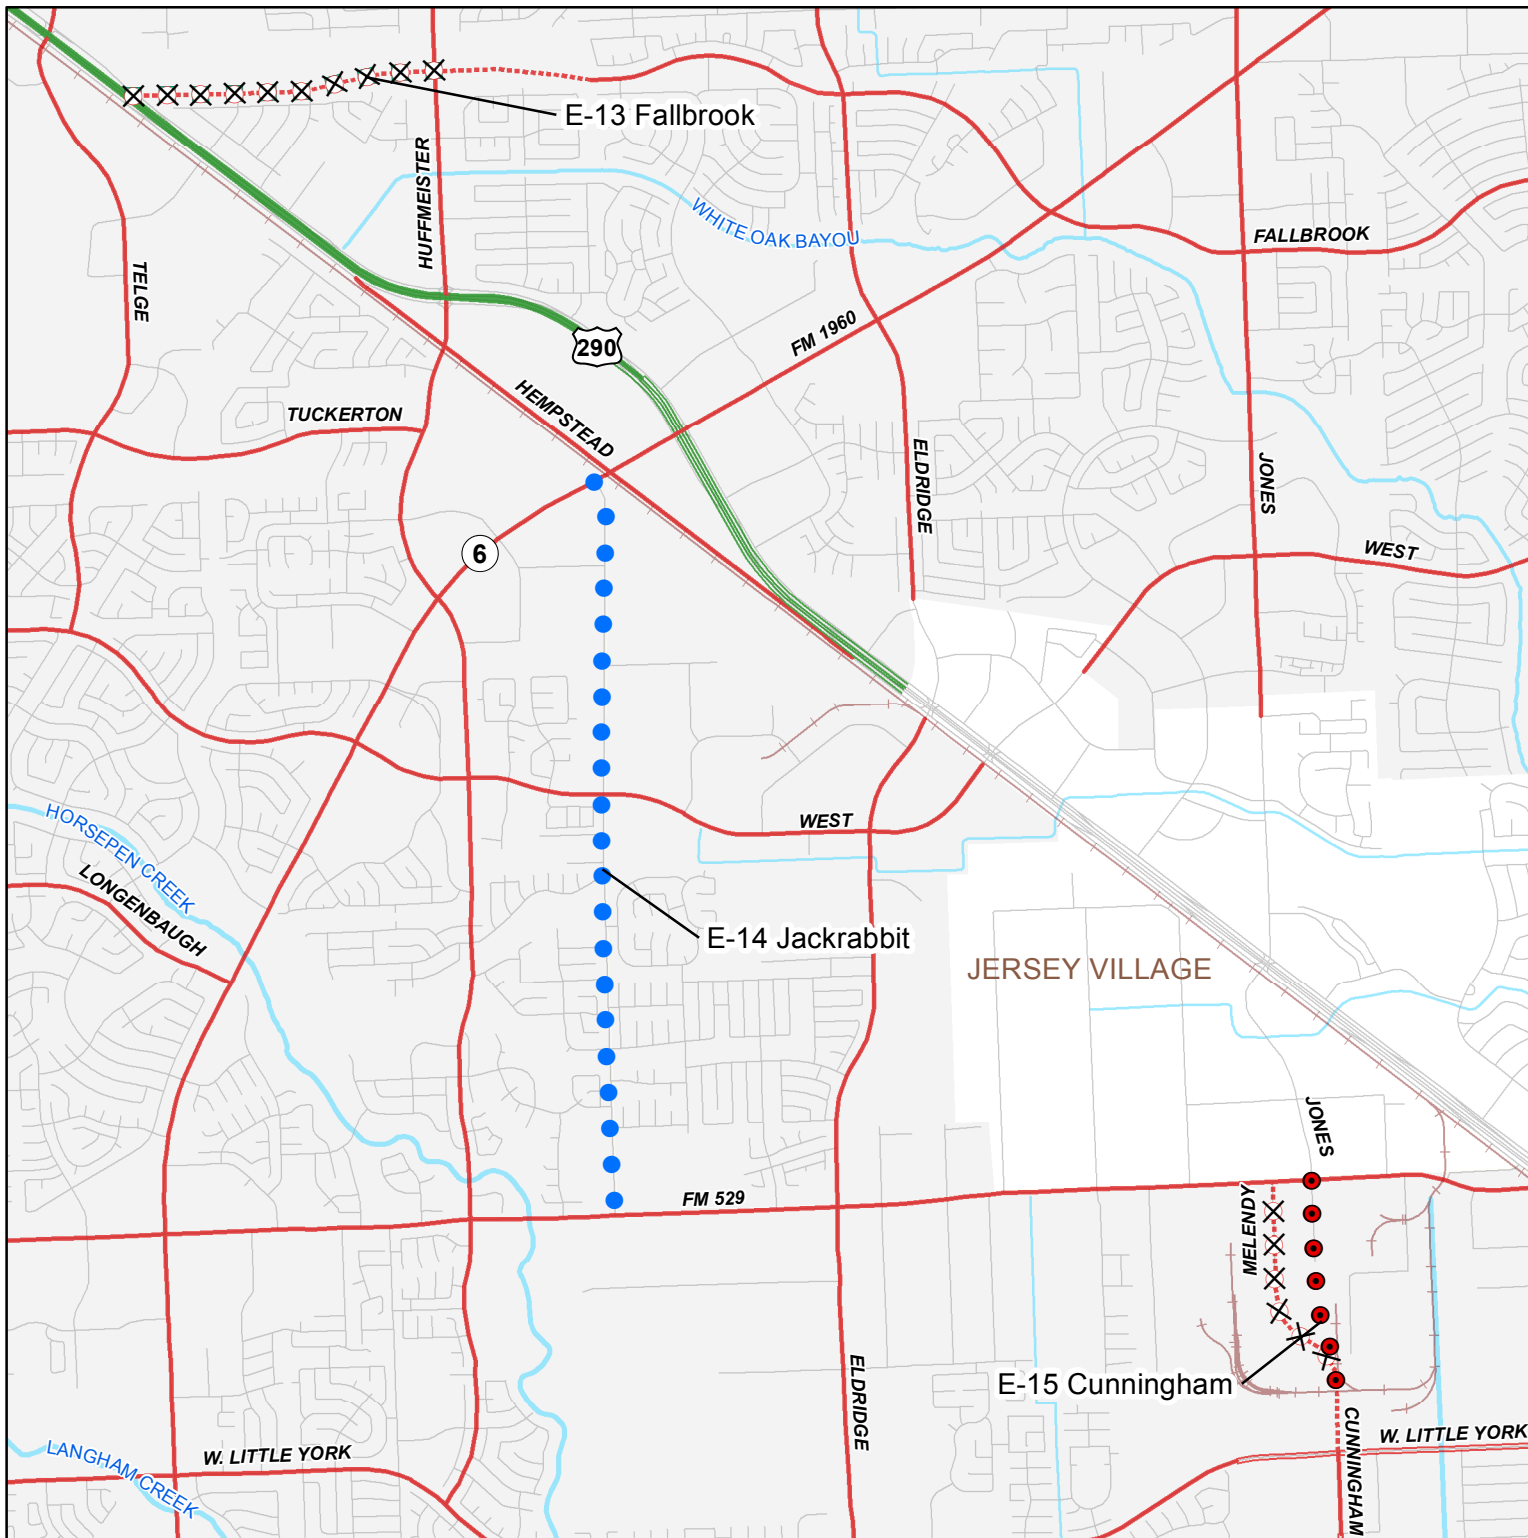 E-13 Fallbrook
HUFFMEISTER
WHITE OAK BAYOU
FALLBROOK
TELGE
FM 1960
290
HEMPSTEAD
TUCKERTON
ELDRIDGE
JONES
WEST
6
HORSEPEN CREEK
LONGENBAUGH
WEST
E-14 Jackrabbit
JERSEY VILLAGE
JONES
FM 529
MELENDY
E-15 Cunningham
ELDRIDGE
CUNNINGHAM
W. LITTLE YORK
W. LITTLE YORK
LANGHAM CREEK